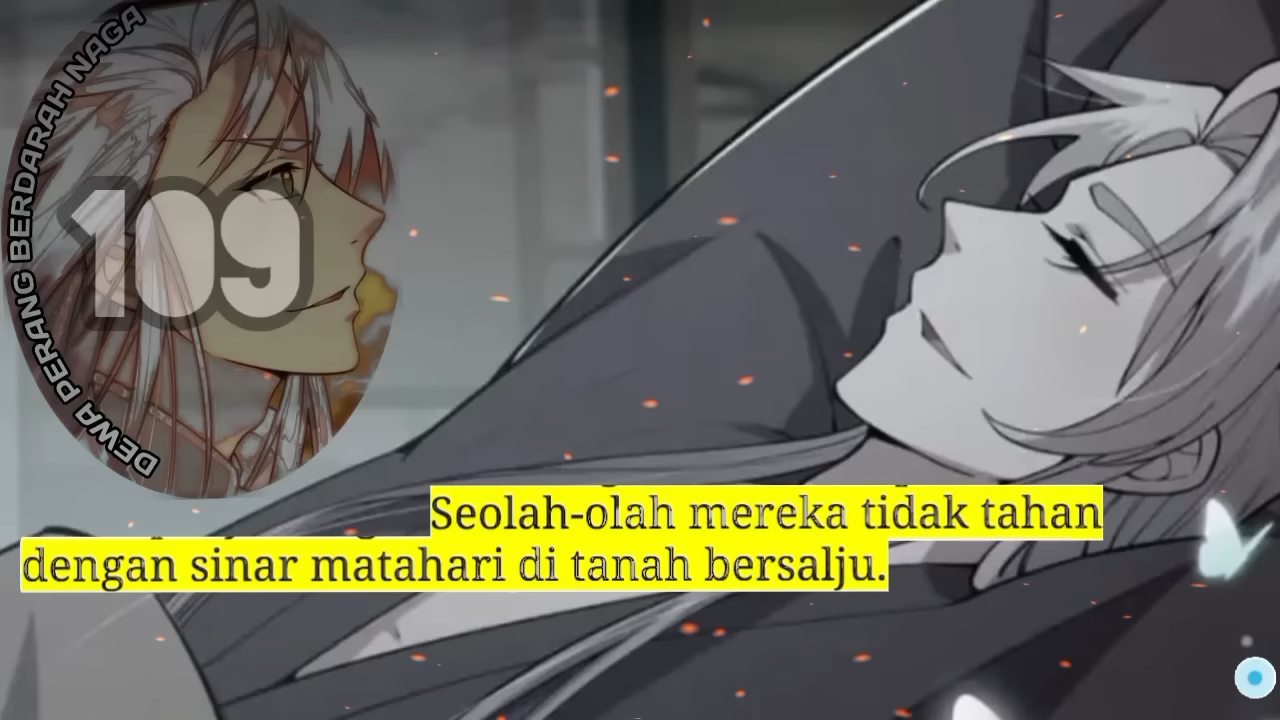 DEWA PERANG BERDARAH NAGA
109
Seolah-olah mereka tidak tahan
dengan sinar matahari di tanah bersalju.